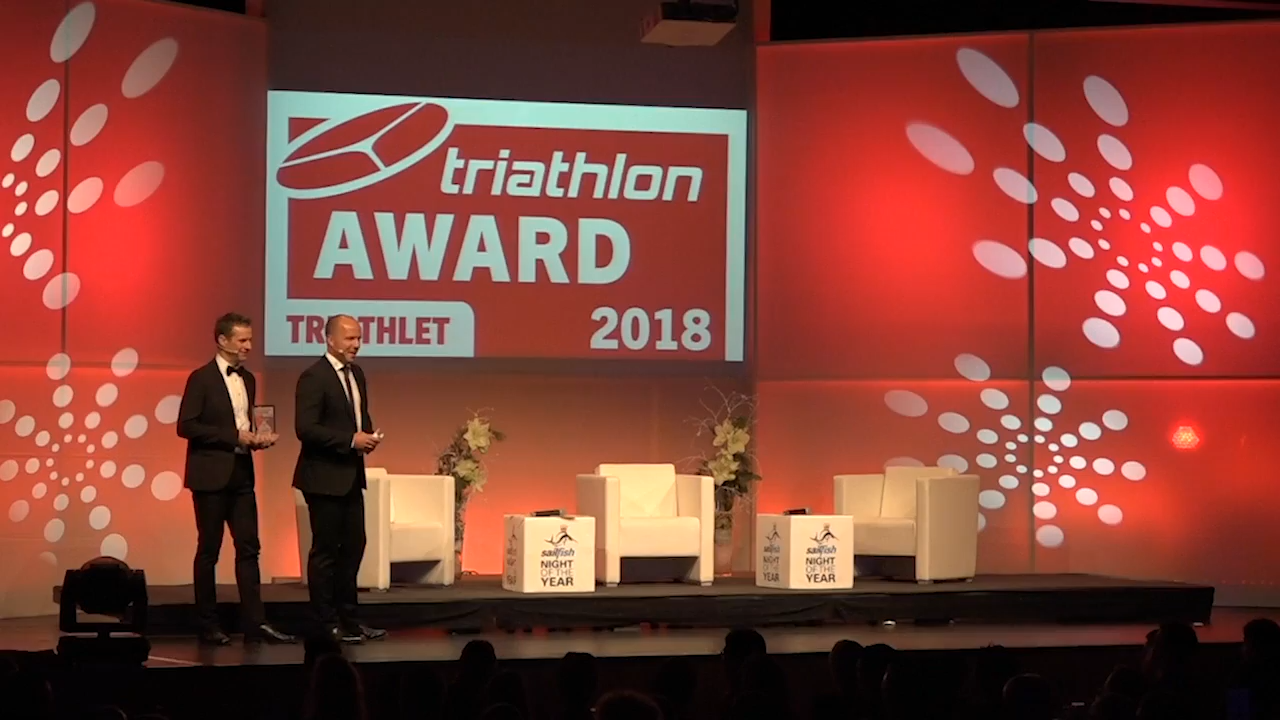 triathlon
AWARD
TRIATHLET
2018
sailfish
NIGHT
OF THE
YEAR
sailfish
NIGHT
OF THE
YEAR